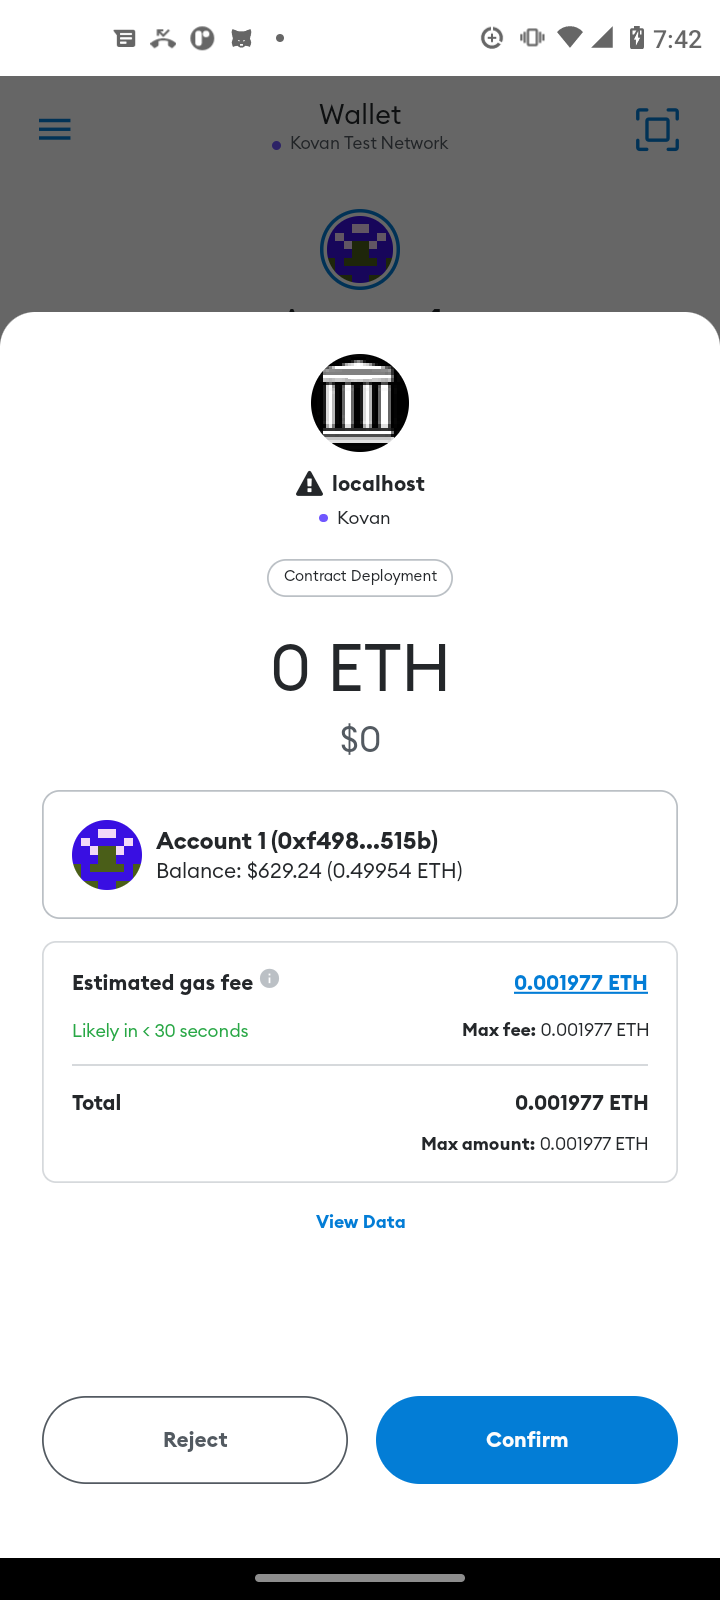 7:42
Wallet
Kovan Test Network
localhost
Kovan
Contract Deployment
0 ETH
$0
Account 1 (0xf498...515b)
Balance: $629.24 (0.49954 ETH)
Estimated gas fee 0.001977 ETH
Likely in < 30 seconds Max fee: 0.001977 ETH
Total 0.001977 ETH
Max amount: 0.001977 ETH
View Data
Reject Confirm